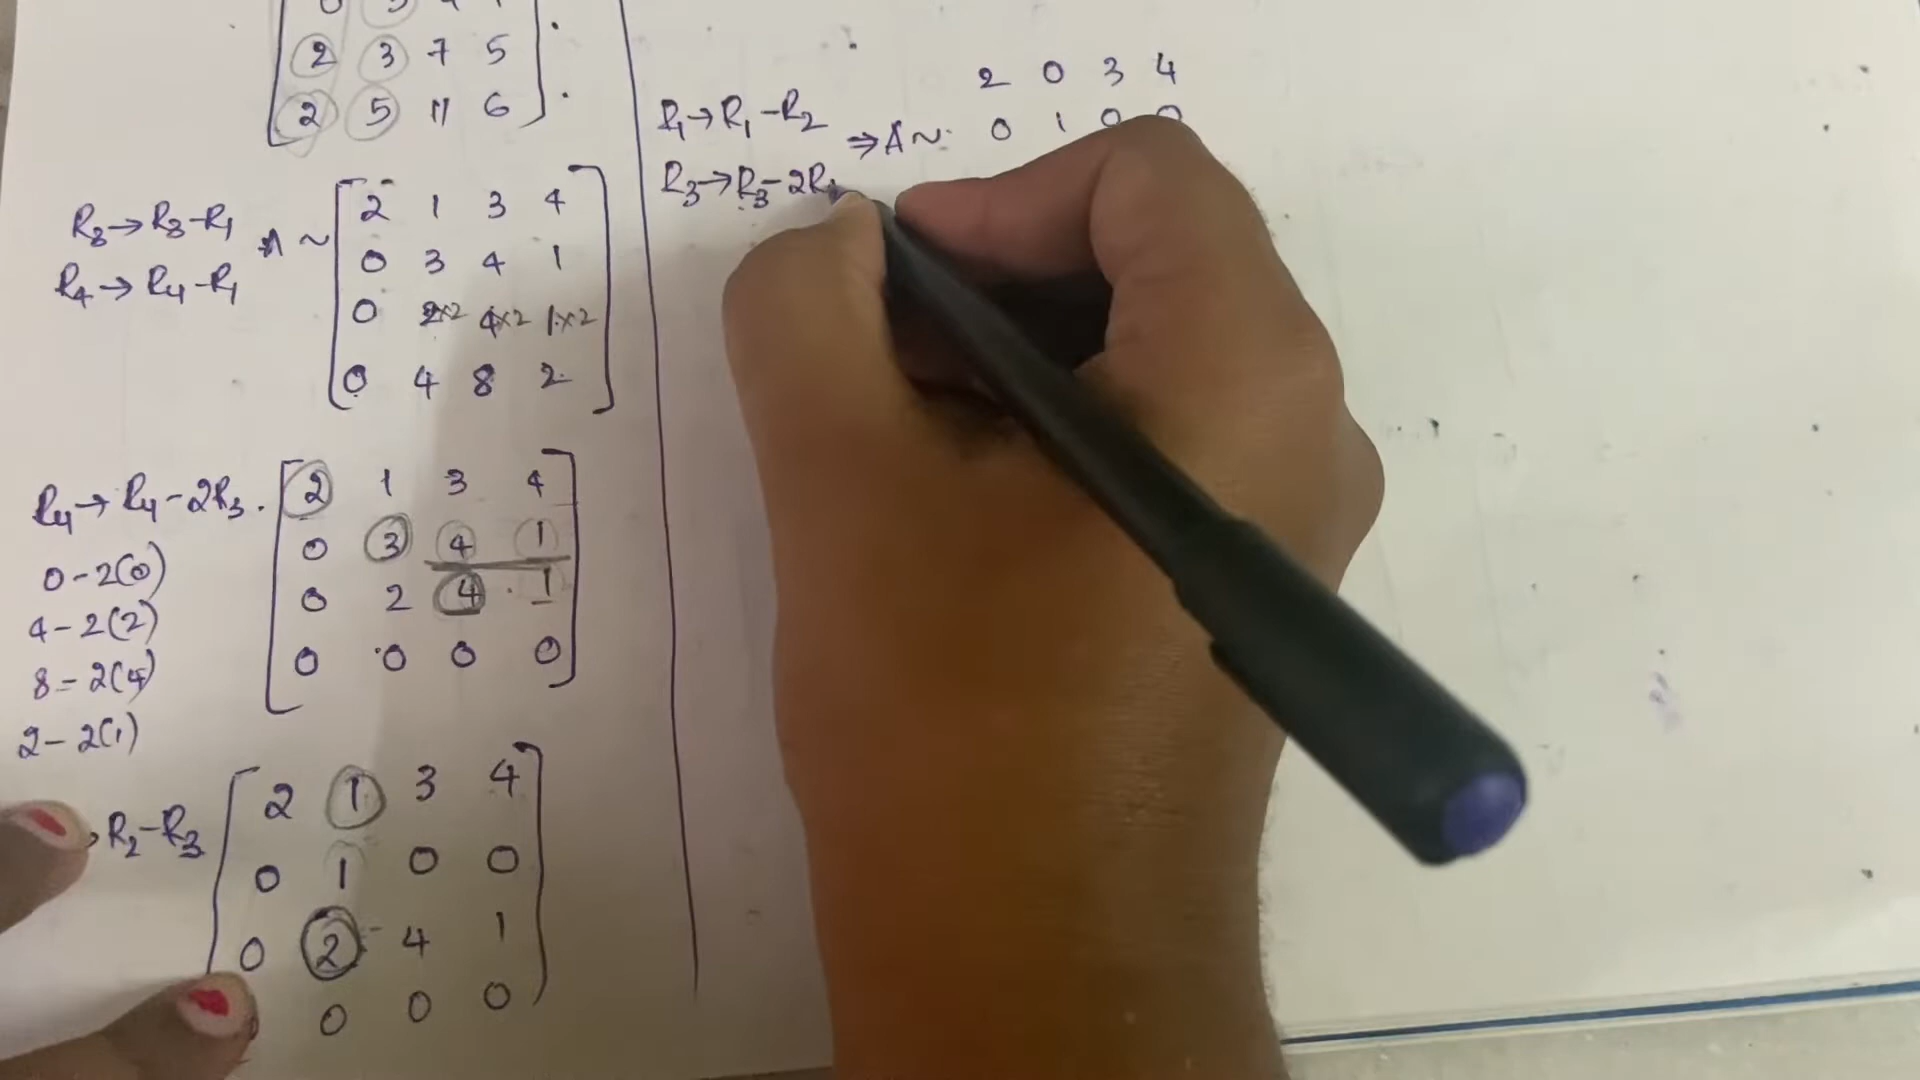 2 3 7 5
2 5 11 6
R3→R3-R1 A ~ 2 1 3 4
R4→R4-R1 0 3 4 1
0 2×2 4×2 1×2
0 4 8 2
R4→R4-2R3. 2 1 3 4
0-2(0) 0 3 4 1
4-2(2) 0 2 4 1
8-2(4) 0 0 0 0
2-2(1)
2 1 3 4
R2-R3 0 1 0 0
0 2 4 1
0 0 0
2 0 3 4
R1→R1-R2 ⇒A~ 0 1 0 0
R3→R3-2R